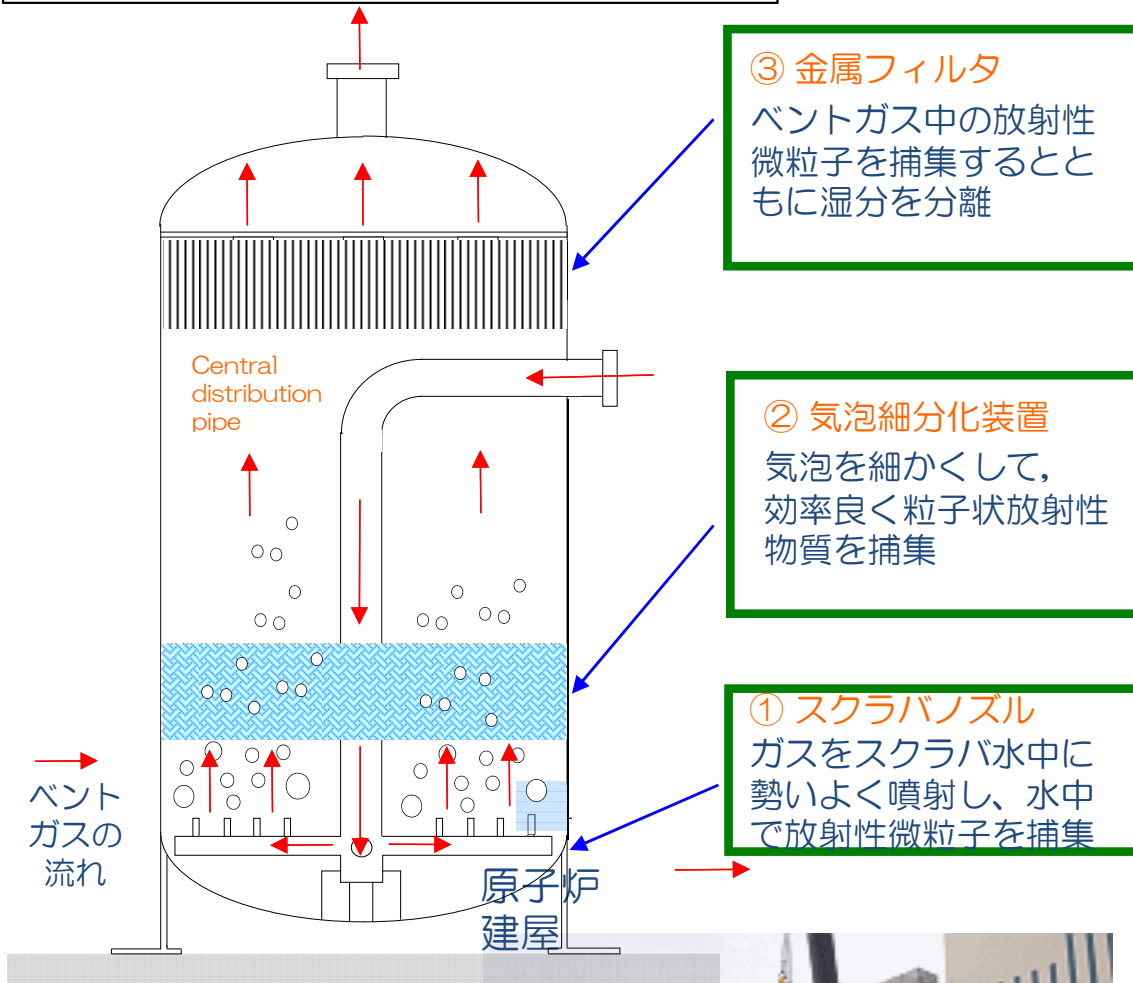 ③ 金属フィルタ
ベントガス中の放射性
微粒子を捕集するとと
もに湿分を分離
Central
distribution
pipe
② 気泡細分化装置
気泡を細かくして，
効率良く粒子状放射性
物質を捕集
① スクラバノズル
ガスをスクラバ水中に
勢いよく噴射し、水中
で放射性微粒子を捕集
ベント
ガスの
流れ
原子炉
建屋